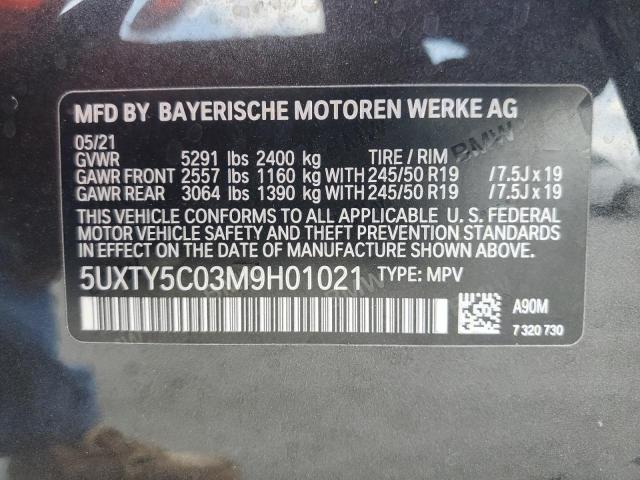 MFD BY BAYERISCHE MOTOREN WERKE AG
05/21
GVWR 5291 lbs 2400 kg TIRE / RIM
GAWR FRONT 2557 lbs 1160 kg WITH 245/50 R19 /7.5J x 19
GAWR REAR 3064 lbs 1390 kg WITH 245/50 R19 /7.5J x 19
THIS VEHICLE CONFORMS TO ALL APPLICABLE U. S. FEDERAL
MOTOR VEHICLE SAFETY AND THEFT PREVENTION STANDARDS
IN EFFECT ON THE DATE OF MANUFACTURE SHOWN ABOVE.
5UXTY5C03M9H01021 TYPE: MPV
A90M
7 320 730